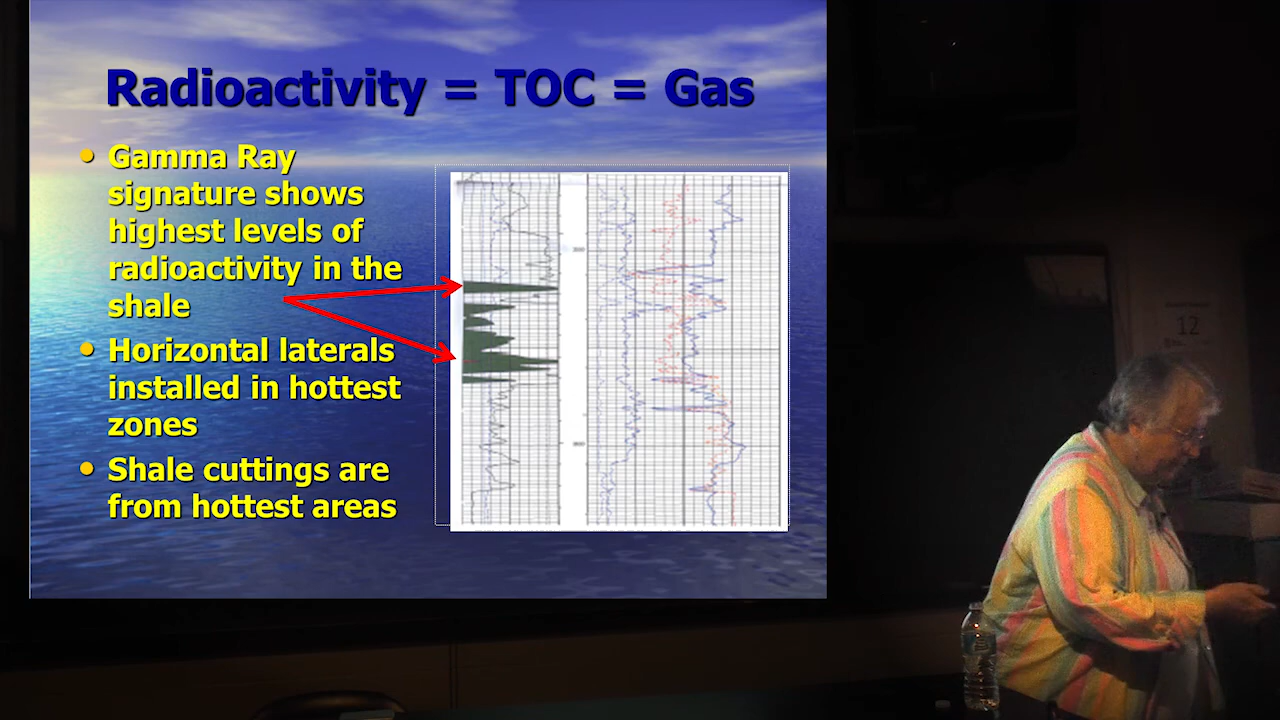 Radioactivity = TOC = Gas
• Gamma Ray
signature shows
highest levels of
radioactivity in the
shale
• Horizontal laterals
installed in hottest
zones
• Shale cuttings are
from hottest areas
12